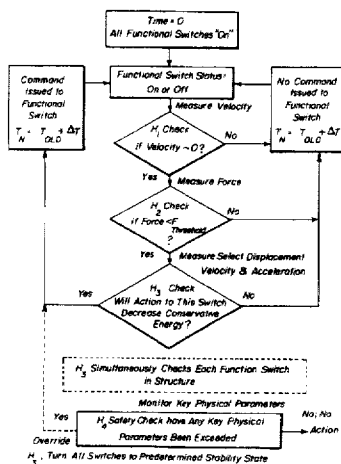 Time = 0
All Functional Switches "On"
Command
Issued to
Functional
Switch
T_N = T_OLD + ΔT
Functional Switch Status:
On or Off
No Command
Issued to
Functional
Switch
T_N = T_OLD + ΔT
Measure Velocity
H_1 Check
if Velocity ~0?
No
Yes
Measure Force
H_2 Check
if Force < F
Threshold
?
No
Yes
Measure Select Displacement
Velocity & Acceleration
H_3 Check
Will Action to This Switch
Decrease Conservative
Energy?
Yes
No
H_3 Simultaneously Checks Each Function Switch
in Structure
Monitor Key Physical Parameters
Yes
H_4 Safety Check have Any Key Physical
Parameters Been Exceeded
No; No
Action
Override
Turn All Switches to Predetermined Stability State